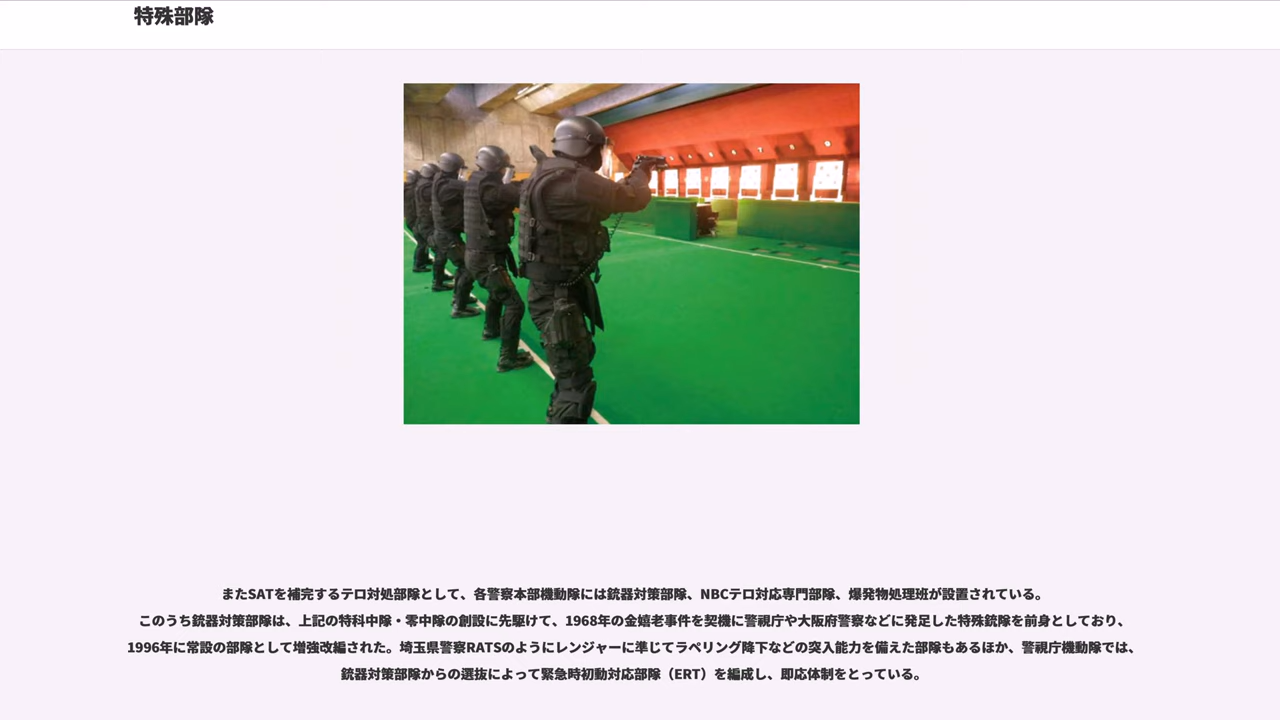 特殊部隊
またSATを補完するテロ対処部隊として、各警察本部機動隊には銃器対策部隊、NBCテロ対応専門部隊、爆発物処理班が設置されている。
このうち銃器対策部隊は、上記の特科中隊・零中隊の創設に先駆けて、1968年の金嬉老事件を契機に警視庁や大阪府警察などに発足した特殊銃隊を前身としており、
1996年に常設の部隊として増強改編された。埼玉県警察RATSのようにレンジャーに準じてラペリング降下などの突入能力を備えた部隊もあるほか、警視庁機動隊では、
銃器対策部隊からの選抜によって緊急時初動対応部隊（ERT）を編成し、即応体制をとっている。